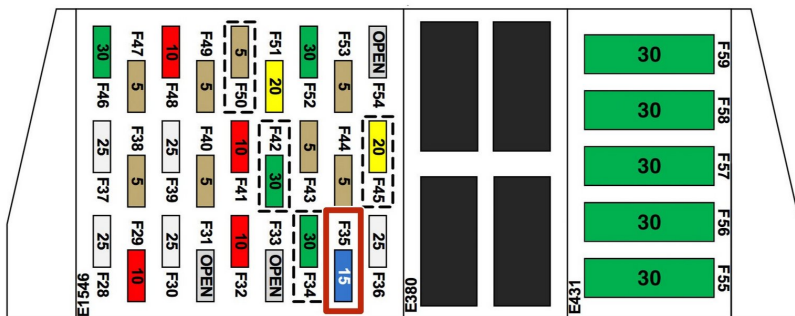 30 F46
F47 5
10 F48
F49 5
5 F50
F51 20
30 F52
F53 5
OPEN F54
25 F37
F38 5
25 F39
F40 5
10 F41
F42 30
5 F43
F44 5
20 F45
25 F28
F29 10
25 F30
F31 OPEN
10 F32
F33 OPEN
30 F34
F35 15
25 F36
E1546
E380
30 F59
30 F58
30 F57
30 F56
30 F55
E431